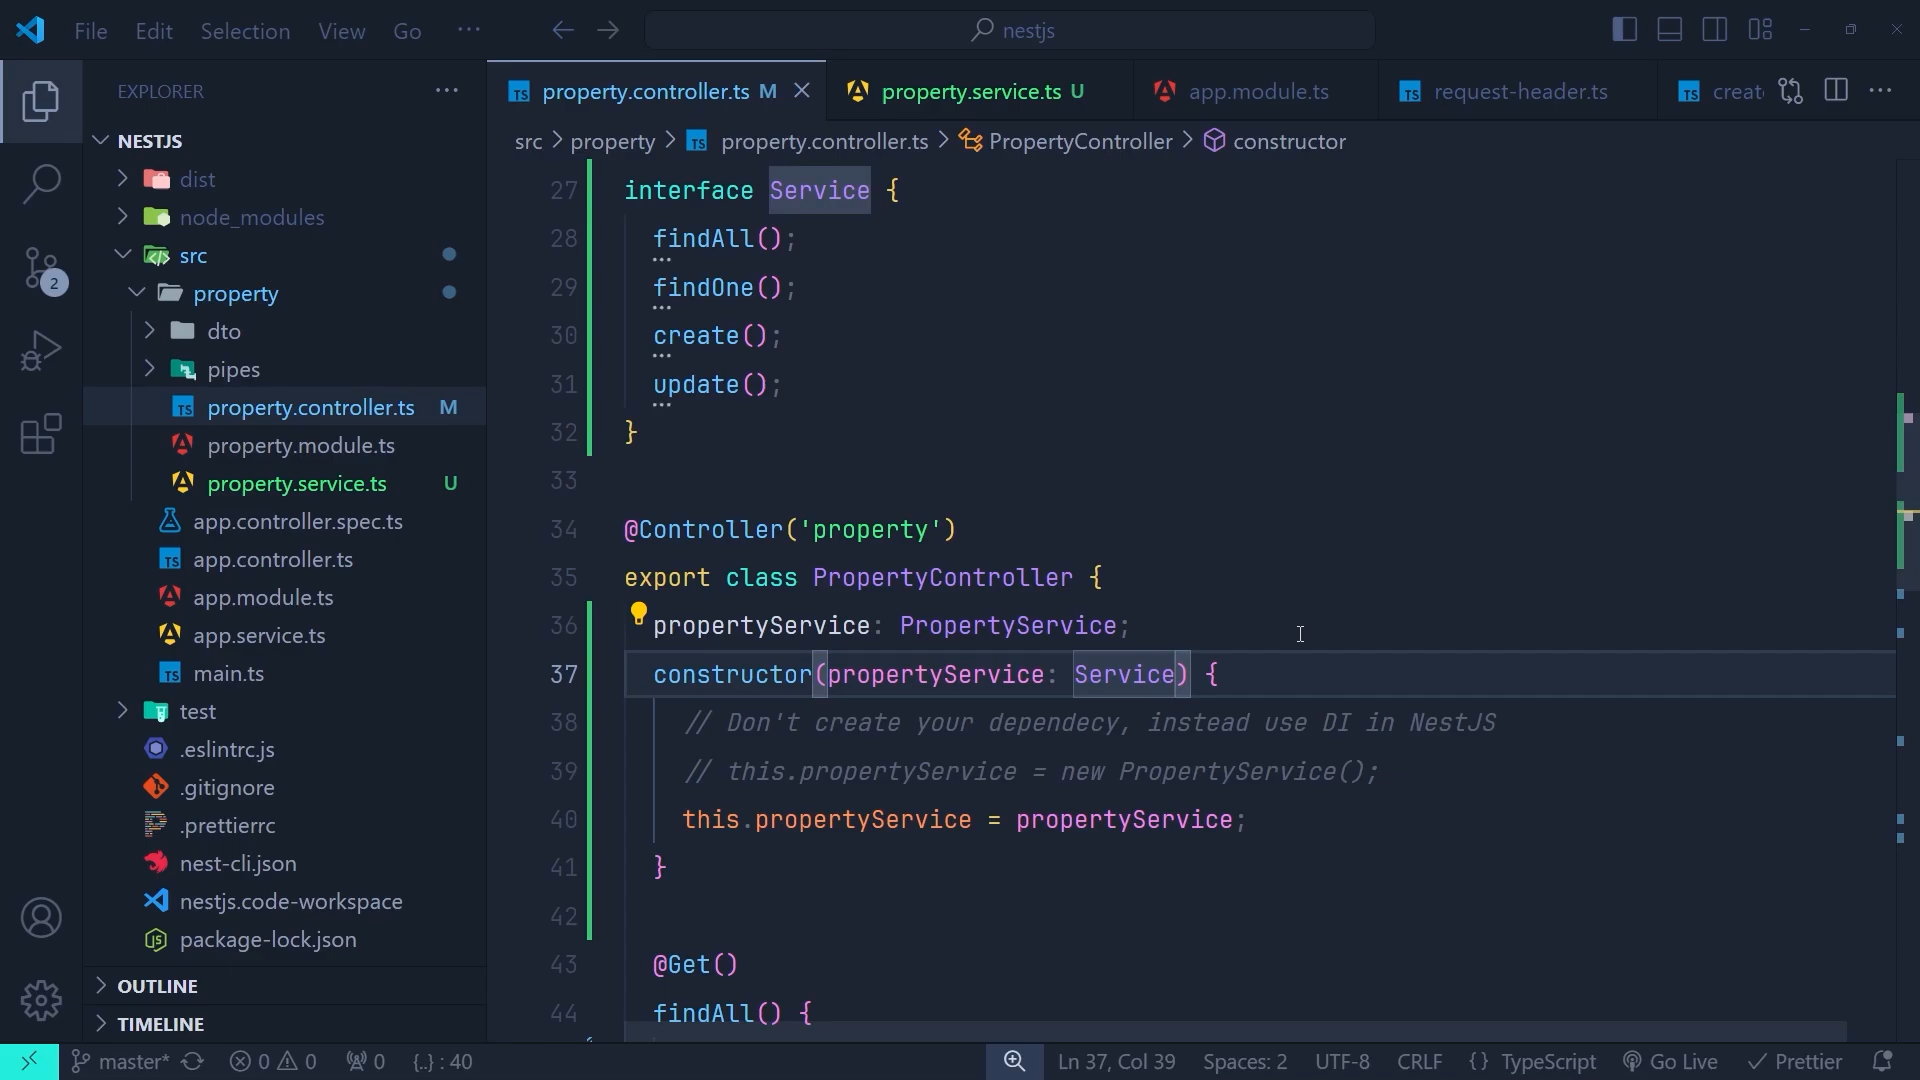 File Edit Selection View Go ···
nestjs
EXPLORER ···
NESTJS
dist
node_modules
src
property
dto
pipes
property.controller.ts M
property.module.ts
property.service.ts U
app.controller.spec.ts
app.controller.ts
app.module.ts
app.service.ts
main.ts
test
.eslintrc.js
.gitignore
.prettierrc
nest-cli.json
nestjs.code-workspace
package-lock.json
OUTLINE
TIMELINE
2
TS property.controller.ts M
property.service.ts U
app.module.ts
TS request-header.ts
TS creat
src > property > TS property.controller.ts > PropertyController > constructor
27 interface Service {
28 findAll();
29 findOne();
30 create();
31 update();
32 }
33
34 @Controller('property')
35 export class PropertyController {
36 propertyService: PropertyService;
37 constructor(propertyService: Service) {
38 // Don't create your dependecy, instead use DI in NestJS
39 // this.propertyService = new PropertyService();
40 this.propertyService = propertyService;
41 }
42
43 @Get()
44 findAll() {
master* 0 0 0 {..} : 40
Ln 37, Col 39 Spaces: 2 UTF-8 CRLF {} TypeScript Go Live Prettier